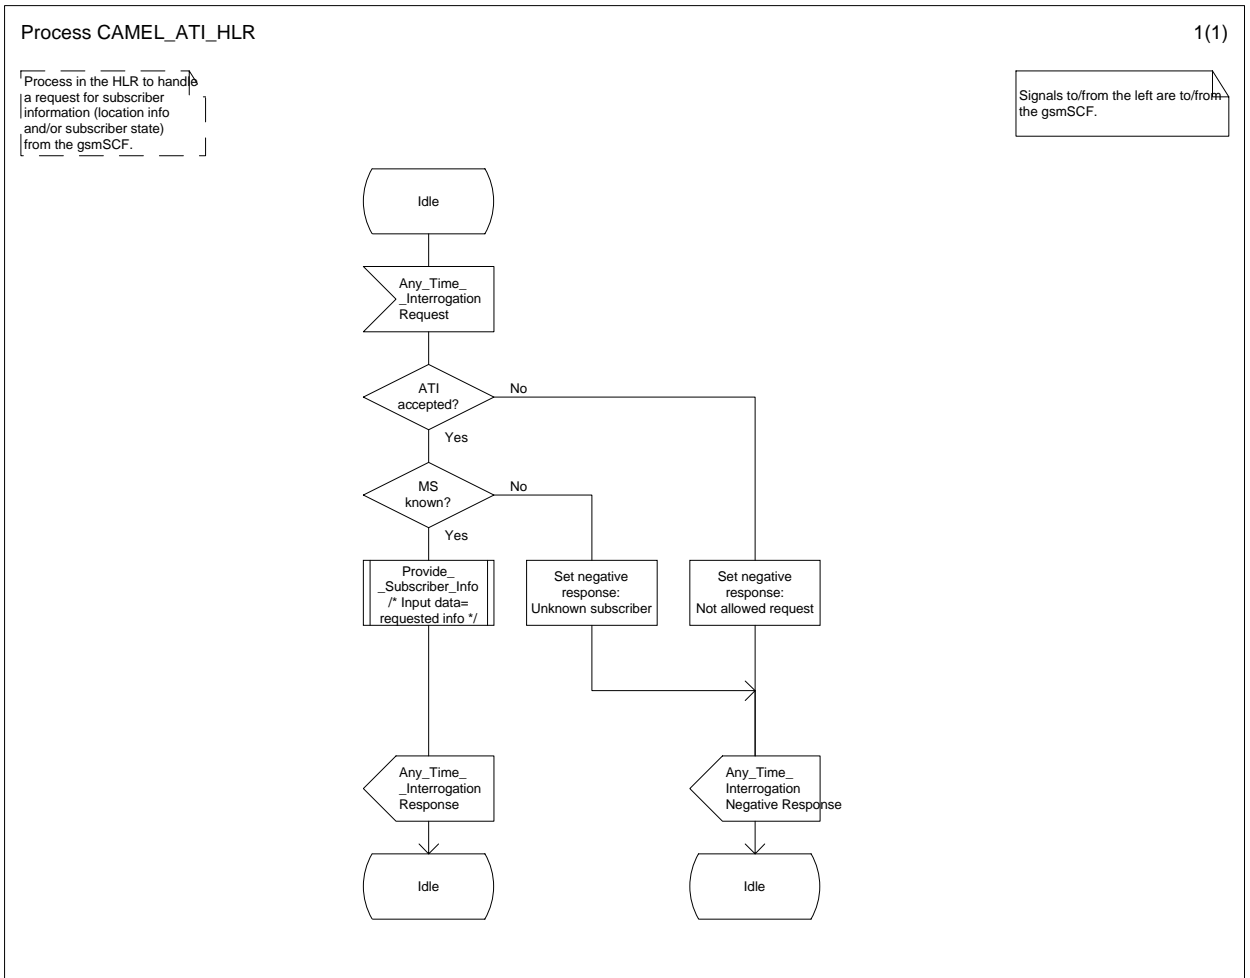 Process CAMEL_ATI_HLR
1(1)
Process in the HLR to handle
a request for subscriber
information (location info
and/or subscriber state)
from the gsmSCF.
Signals to/from the left are to/from
the gsmSCF.
Idle
Any_Time_
_Interrogation
Request
ATI
accepted?
No
Yes
MS
known?
No
Yes
Provide_
_Subscriber_Info
/* Input data=
requested info */
Set negative
response:
Unknown subscriber
Set negative
response:
Not allowed request
Any_Time_
_Interrogation
Response
Any_Time_
Interrogation
Negative Response
Idle
Idle